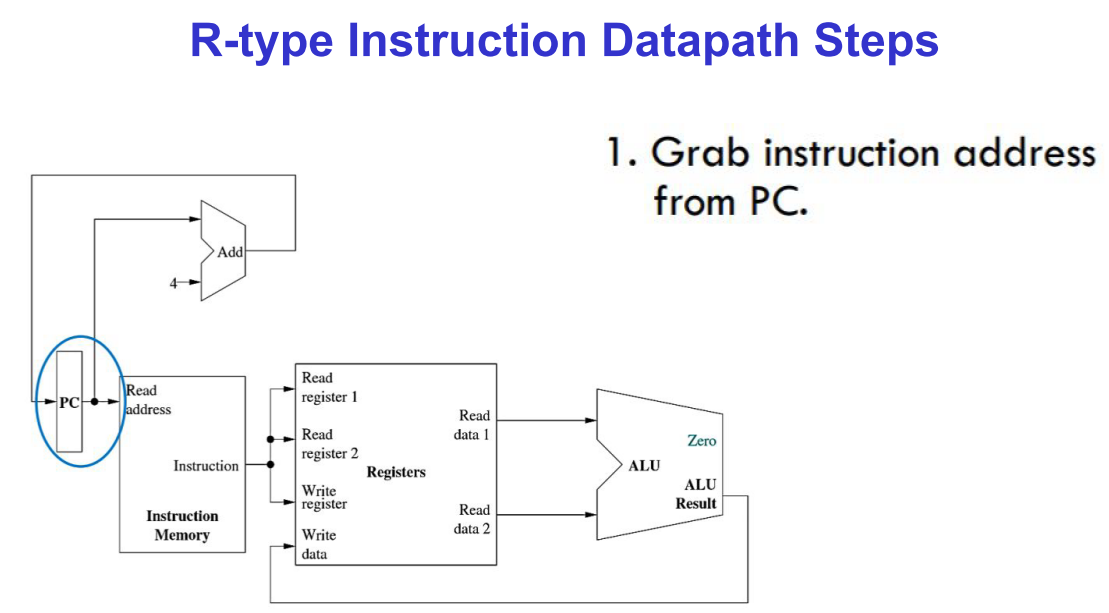 R-type Instruction Datapath Steps
1. Grab instruction address
from PC.
Add
4
PC
Read
address
Instruction
Instruction
Memory
Read
register 1
Read
register 2
Write
register
Write
data
Registers
Read
data 1
Read
data 2
Zero
ALU
ALU
Result